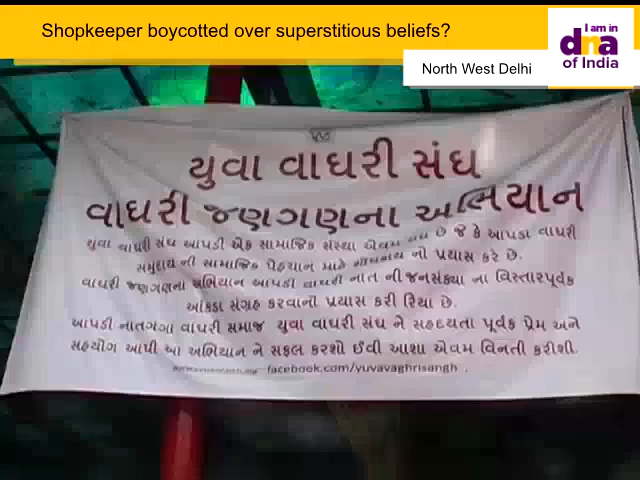 Shopkeeper boycotted over superstitious beliefs?
I am in
dna
of India
North West Delhi
યુવા વાઘરી સંઘ
વાઘરી જણગણના અભિયાન
યુવા વાઘરી સંઘ આપડી એક સામાજિક સંસ્થા એવમ છે જે કે આપડા વાઘરી
સમુદાય ની સામાજિક પેહચાન માટે નો પ્રયાસ કરે છે.
વાઘરી જણગણના અભિયાન આપડી વાઘરી નાત ની જનસંખ્યા ના વિસ્તારપૂર્વક
આંકડા સંગ્રહ કરવાનો પ્રયાસ કરી રિયા છે.
આપડી નાતગંગા વાઘરી સમાજ યુવા વાઘરી સંઘ ને સહદયતા પૂર્વક પ્રેમ અને
સહયોગ આપી આ અભિયાન ને સફલ કરશો ઈવી આશા એવમ વિનતી કરીશી.
facebook.com/yuvavaghrisangh .